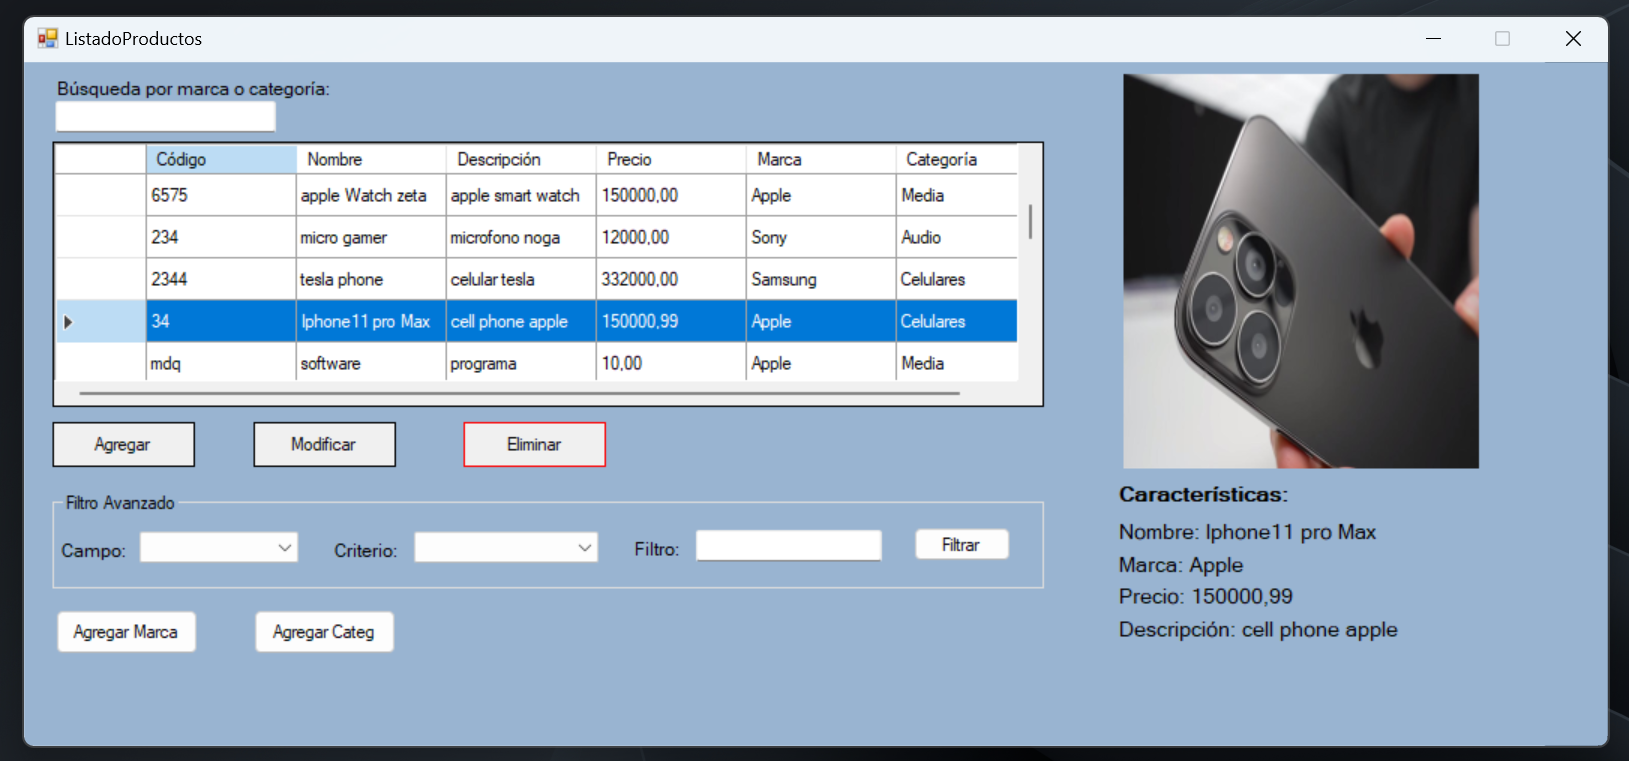 ListadoProductos
Búsqueda por marca o categoría:
Código Nombre Descripción Precio Marca Categoría
6575 apple Watch zeta apple smart watch 150000,00 Apple Media
234 micro gamer microfono noga 12000,00 Sony Audio
2344 tesla phone celular tesla 332000,00 Samsung Celulares
34 Iphone11 pro Max cell phone apple 150000,99 Apple Celulares
mdq software programa 10,00 Apple Media
Agregar Modificar Eliminar
Filtro Avanzado
Campo: Criterio: Filtro: Filtrar
Agregar Marca Agregar Categ
Características:
Nombre: Iphone11 pro Max
Marca: Apple
Precio: 150000,99
Descripción: cell phone apple